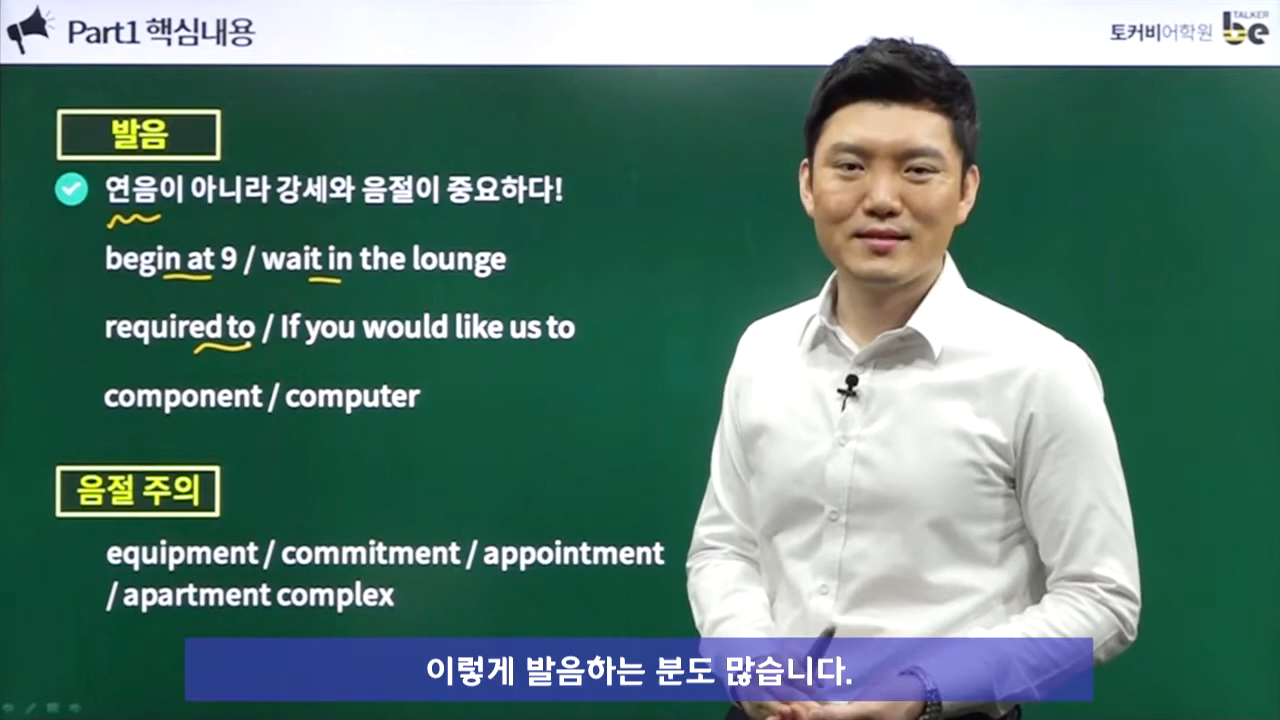 Part1 핵심내용
토커비어학원
TALKER
be
발음
연음이 아니라 강세와 음절이 중요하다!
begin at 9 / wait in the lounge
required to / If you would like us to
component / computer
음절 주의
equipment / commitment / appointment
/ apartment complex
이렇게 발음하는 분도 많습니다.